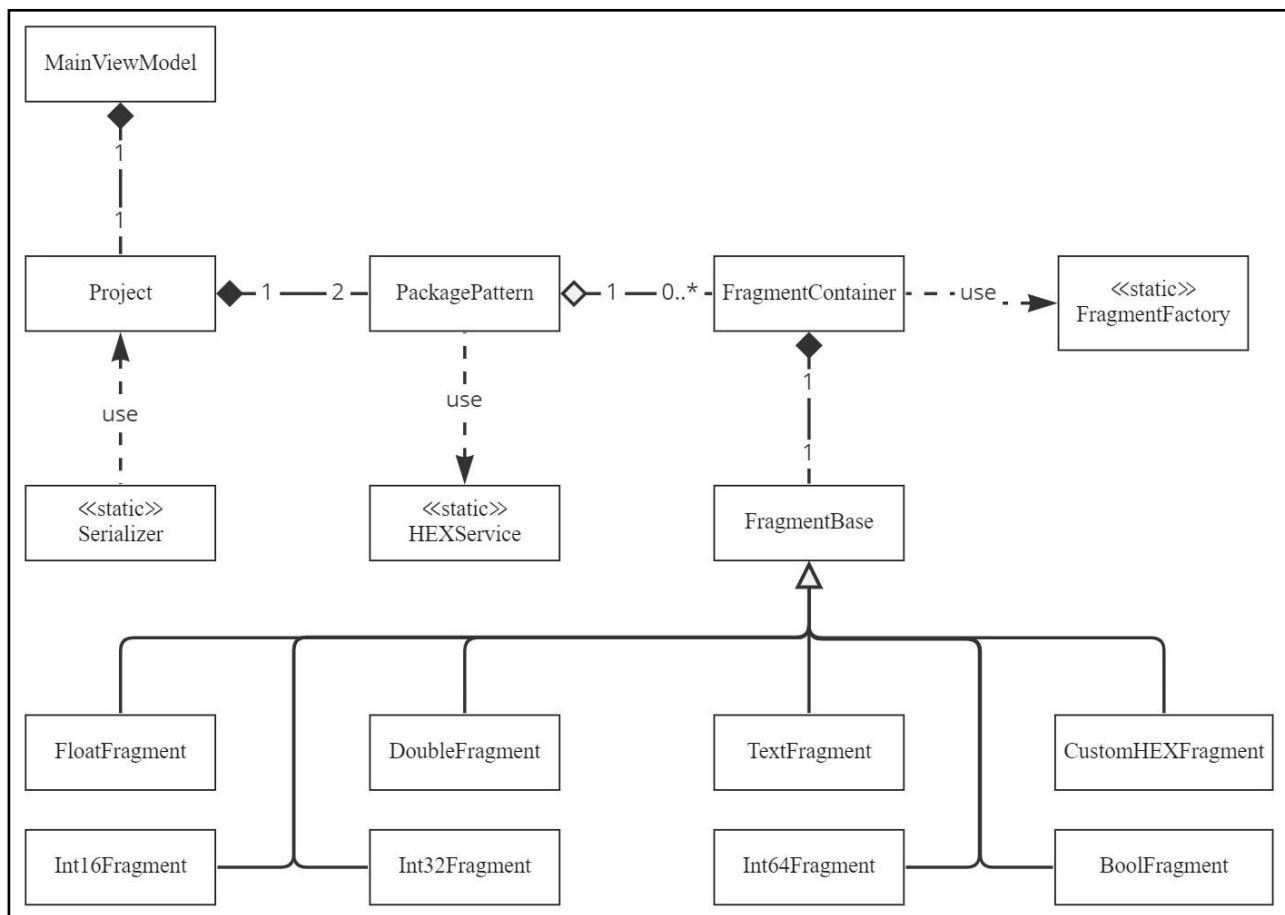 MainViewModel
1
1
Project
1
2
PackagePattern
1
0..*
FragmentContainer
use
≪static≫
FragmentFactory
use
use
1
1
≪static≫
Serializer
≪static≫
HEXService
FragmentBase
FloatFragment
DoubleFragment
TextFragment
CustomHEXFragment
Int16Fragment
Int32Fragment
Int64Fragment
BoolFragment